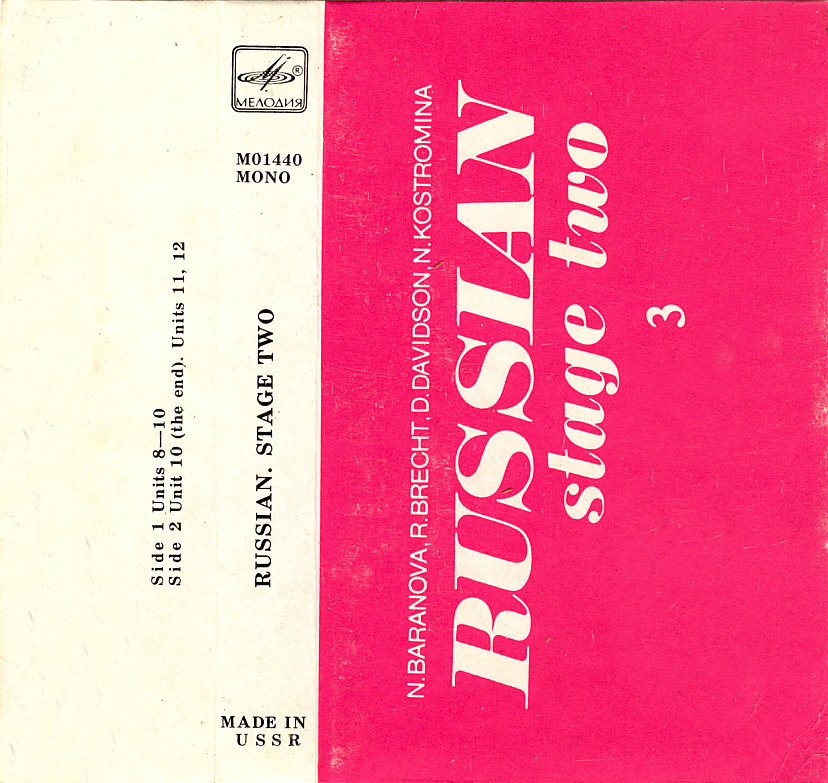 Side 1 Units 8—10
Side 2 Unit 10 (the end). Units 11, 12
МЕЛОДИЯ
®
M01440
MONO
RUSSIAN. STAGE TWO
MADE IN
USSR
N. BARANOVA, R. BRECHT, D. DAVIDSON, N. KOSTROMINA
RUSSIAN
stage two
3